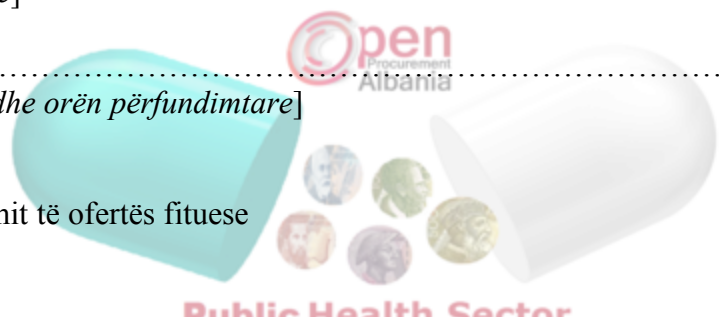 e]
Open
Procurement
Albania
………………………………………………………………………………
dhe orën përfundimtare]
nit të ofertës fituese
Public Health Sector